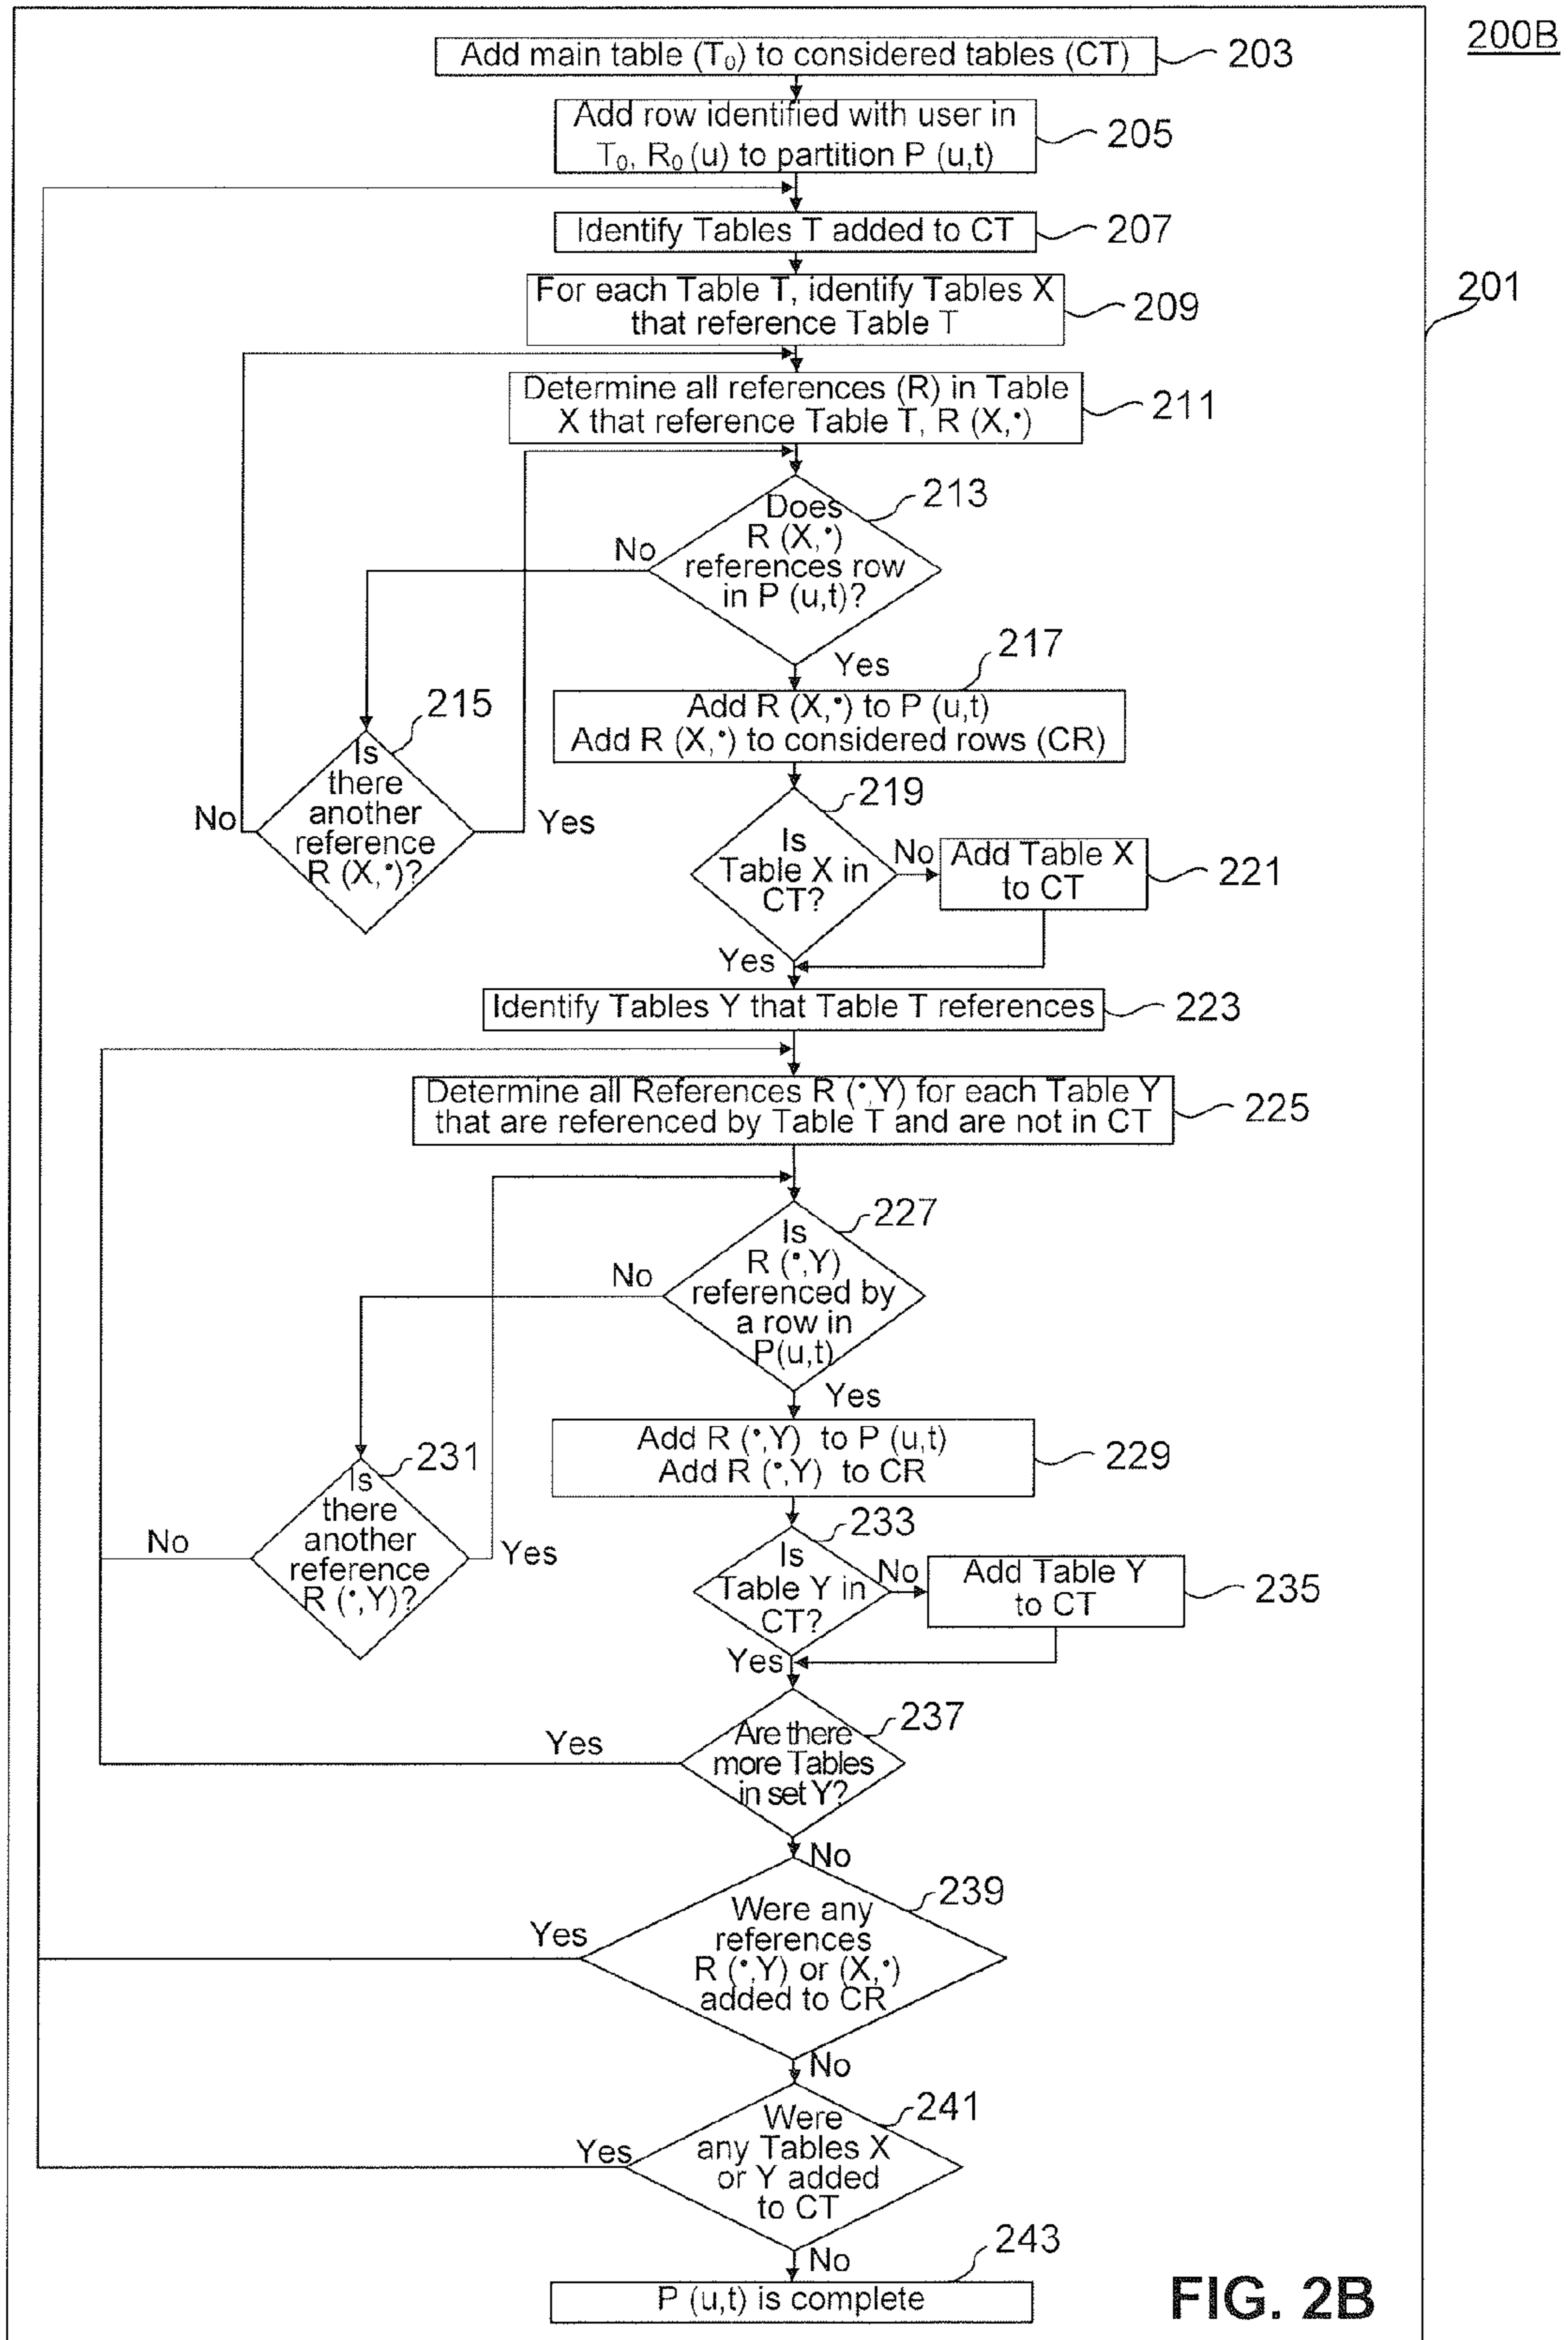 200B
Add main table (T₀) to considered tables (CT)
203
Add row identified with user in
T₀, R₀ (u) to partition P (u,t)
205
Identify Tables T added to CT
207
For each Table T, identify Tables X
that reference Table T
209
201
Determine all references (R) in Table
X that reference Table T, R (X,•)
211
Does
R (X,•)
references row
in P (u,t)?
213
No
Yes
215
Is
there
another
reference
R (X,•)?
No
Yes
217
Add R (X,•) to P (u,t)
Add R (X,•) to considered rows (CR)
219
Is
Table X in
CT?
No
Add Table X
to CT
221
Yes
Identify Tables Y that Table T references
223
Determine all References R (•,Y) for each Table Y
that are referenced by Table T and are not in CT
225
227
Is
R (•,Y)
referenced by
a row in
P(u,t)
No
Yes
Add R (•,Y) to P (u,t)
Add R (•,Y) to CR
229
231
Is
there
another
reference
R (•,Y)?
No
Yes
233
Is
Table Y in
CT?
No
Add Table Y
to CT
235
Yes
237
Are there
more Tables
in set Y?
Yes
No
239
Were any
references
R (•,Y) or (X,•)
added to CR
Yes
No
241
Were
any Tables X
or Y added
to CT
Yes
No
243
P (u,t) is complete
FIG. 2B